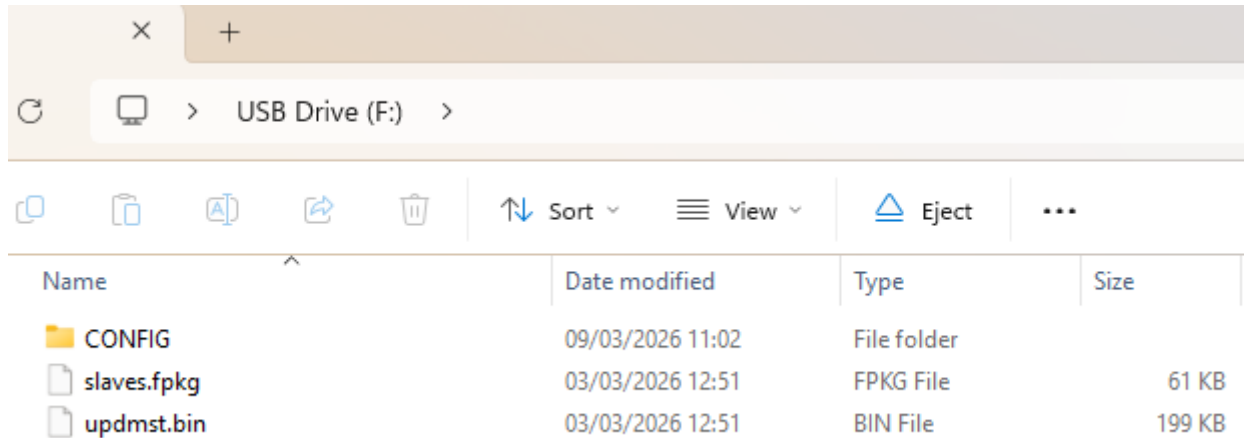 USB Drive (F:)
Sort View Eject
Name Date modified Type Size
CONFIG 09/03/2026 11:02 File folder
slaves.fpkg 03/03/2026 12:51 FPKG File 61 KB
updmst.bin 03/03/2026 12:51 BIN File 199 KB